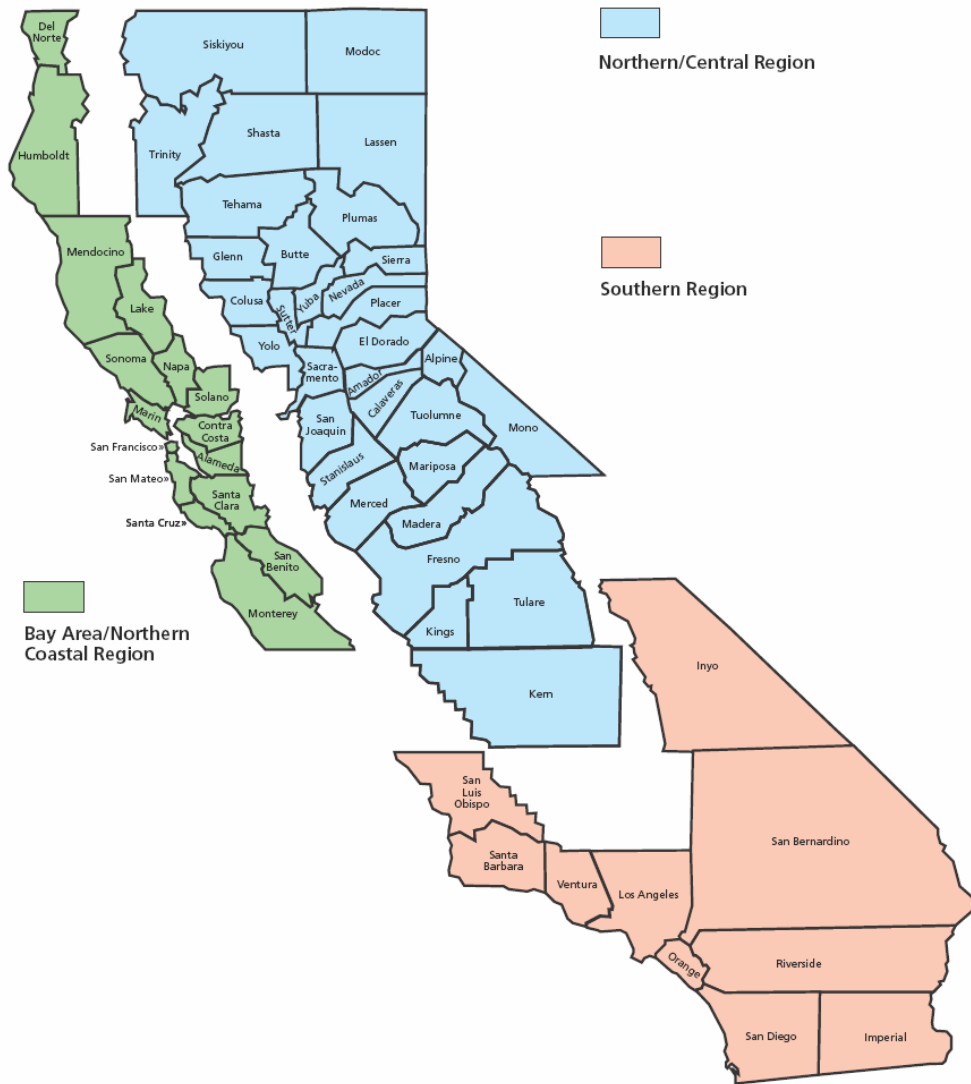 Del
Norte
Siskiyou
Modoc
Northern/Central Region
Humboldt
Trinity
Shasta
Lassen
Tehama
Plumas
Mendocino
Glenn
Butte
Sierra
Southern Region
Lake
Colusa
Sutter
Yuba
Nevada
Placer
Sonoma
Napa
Yolo
El Dorado
Sacra-
mento
Alpine
Amador
Solano
Calaveras
Marin
Contra
Costa
San
Joaquin
Tuolumne
Mono
San Francisco»
Alameda
Stanislaus
Mariposa
San Mateo»
Santa
Clara
Merced
Santa Cruz»
Madera
San
Benito
Fresno
Monterey
Bay Area/Northern
Coastal Region
Kings
Tulare
Inyo
Kern
San
Luis
Obispo
San Bernardino
Santa
Barbara
Ventura
Los Angeles
Orange
Riverside
San Diego
Imperial